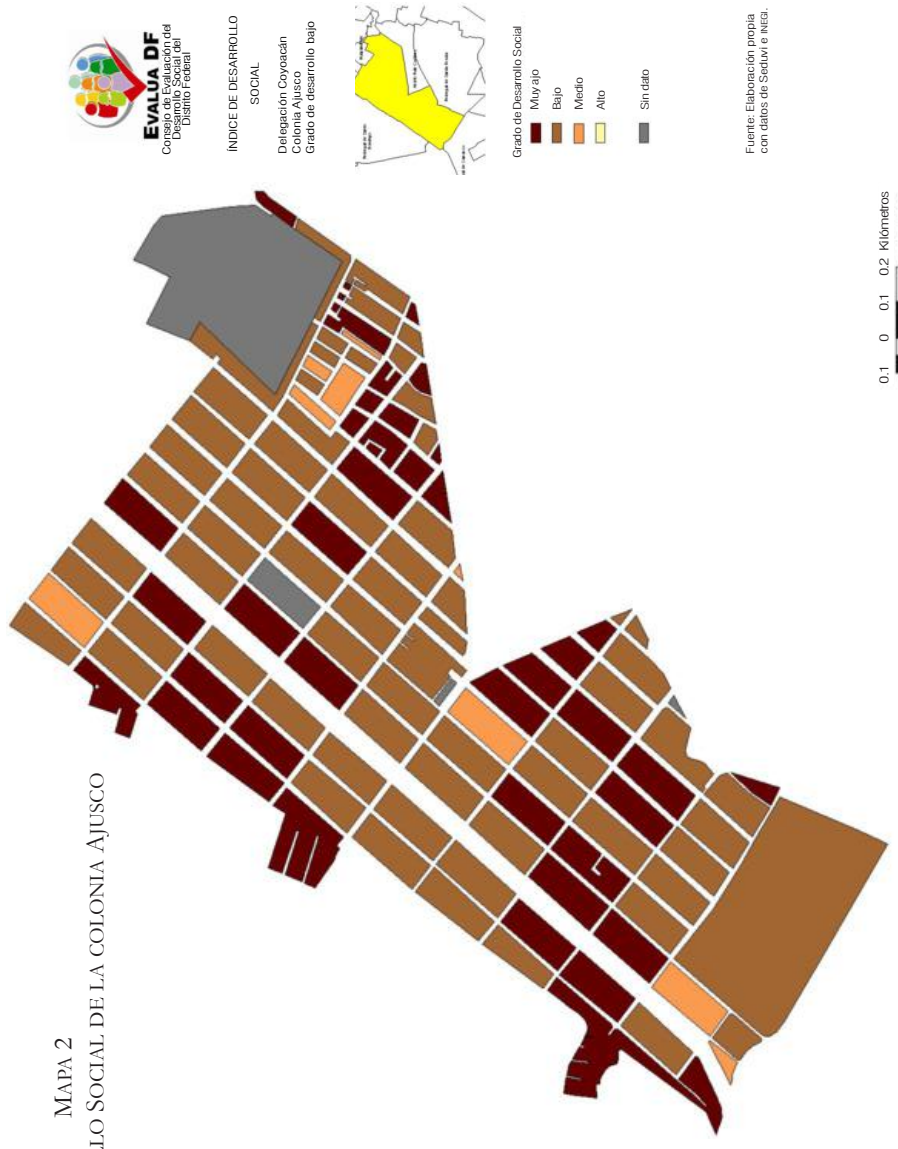 MAPA 2
LLO SOCIAL DE LA COLONIA AJUSCO
EVALUA DF
Consejo de Evaluación del
Desarrollo Social del
Distrito Federal
ÍNDICE DE DESARROLLO
SOCIAL
Delegación Coyoacán
Colonia Ajusco
Grado de desarrollo bajo
Grado de Desarrollo Social
Muy ajo
Bajo
Medio
Alto
Sin dato
Fuente: Elaboración propia
con datos de Seduvi e INEGI.
0.1 0 0.1 0.2 Kilómetros